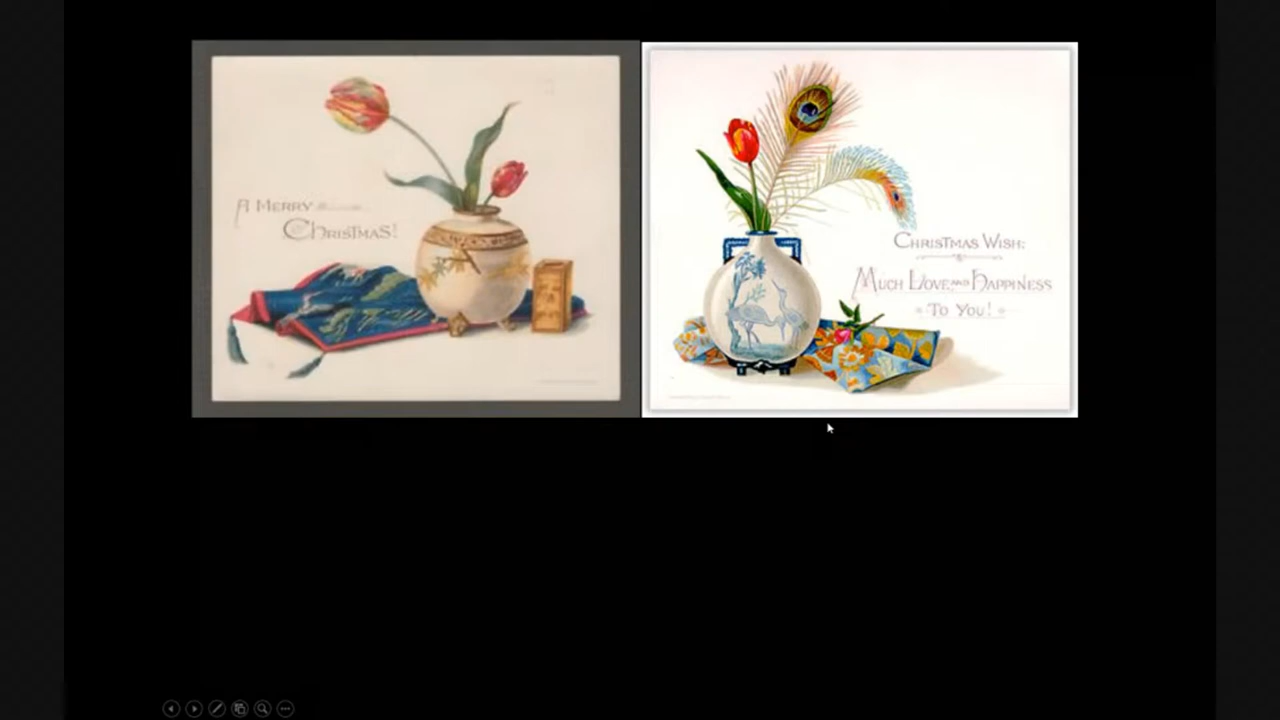 A MERRY
CHRISTMAS!
CHRISTMAS WISH:
MUCH LOVE AND HAPPINESS
TO YOU!